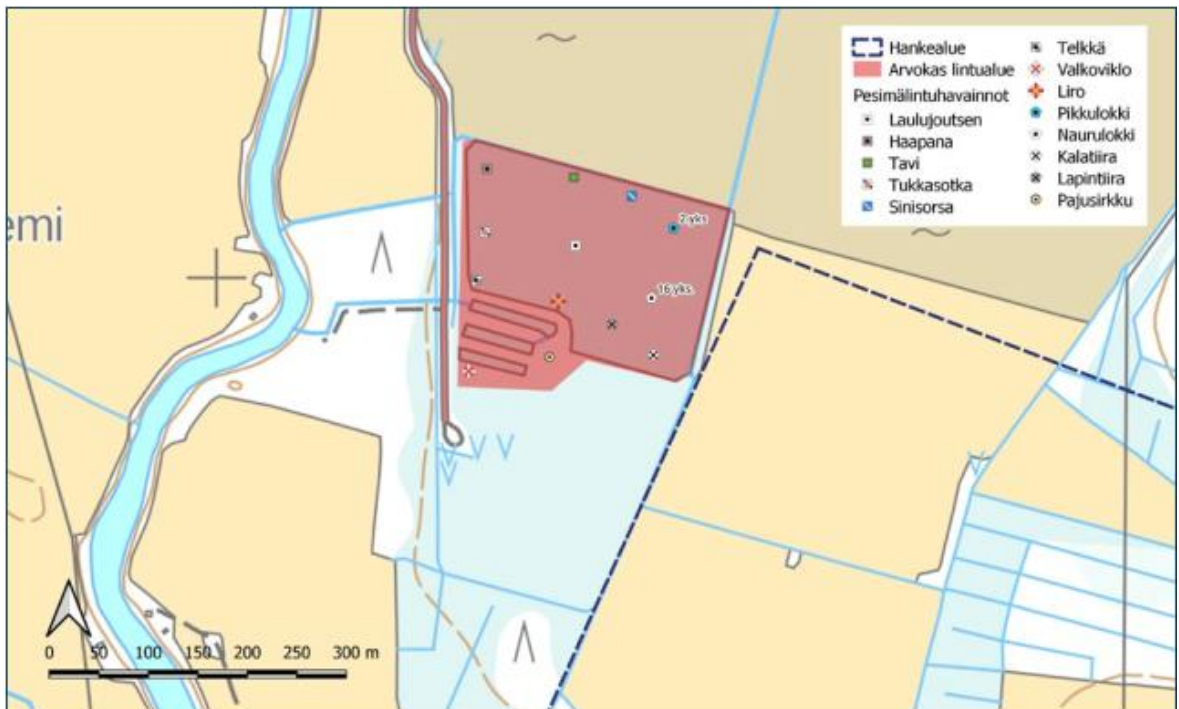 Hankealue
Arvokas lintualue
Pesimälintuhavainnot
Laulujoutsen
Haapana
Tavi
Tukkasotka
Sinisorsa
Telkkä
Valkoviklo
Liro
Pikkulokki
Naurulokki
Kalatiira
Lapintiira
Pajusirkku
2 yks
16 yks.
emi
0 50 100 150 200 250 300 m